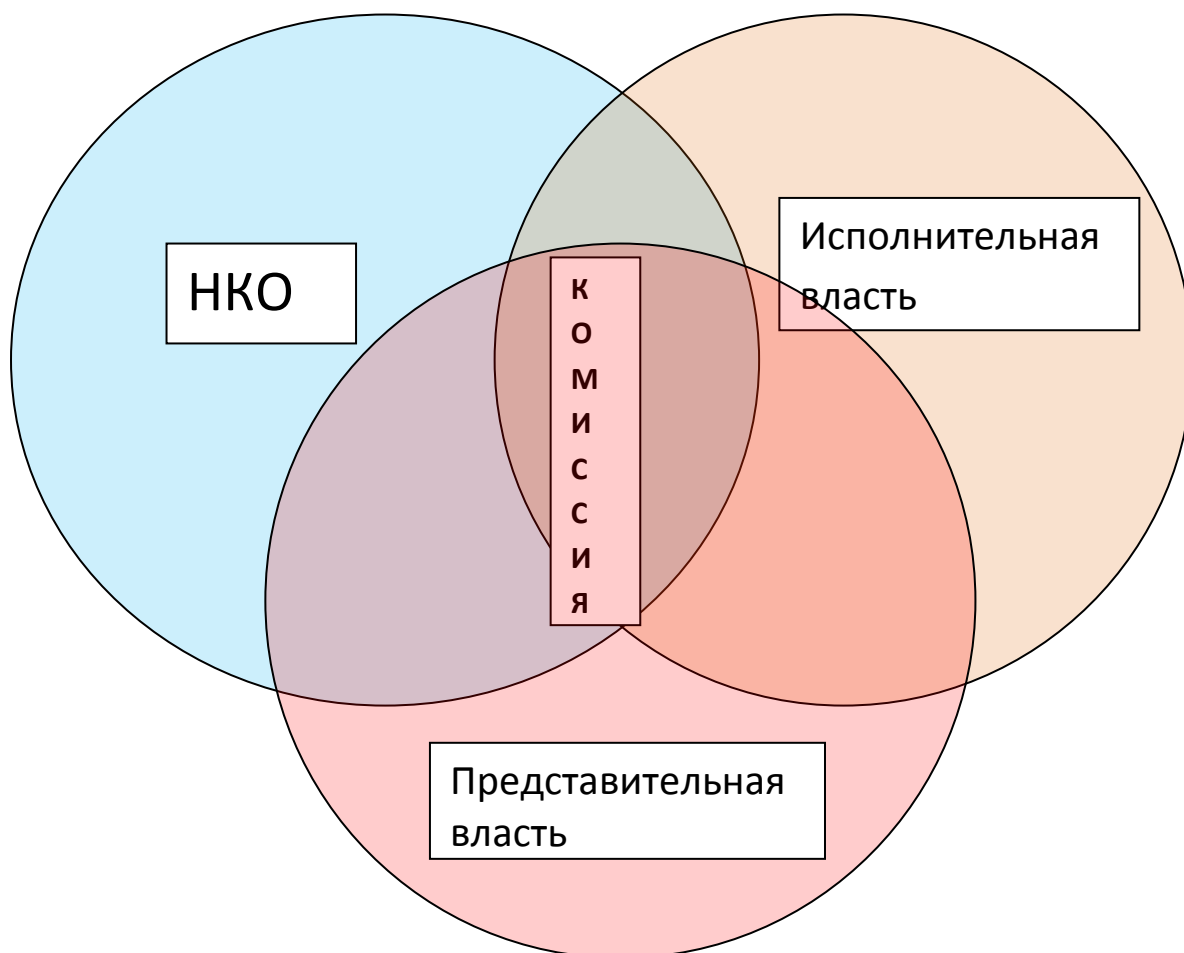 НКО
Исполнительная
власть
К
О
М
И
С
С
И
Я
Представительная
власть